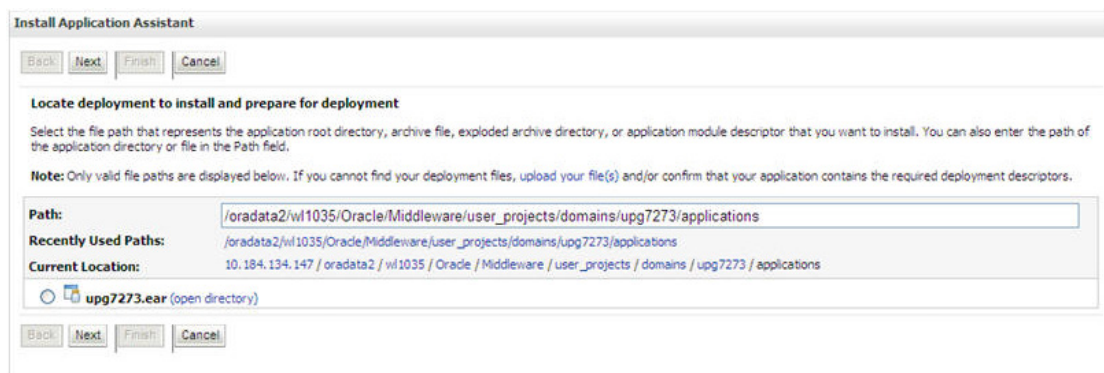 Install Application Assistant
Back Next Finish Cancel
Locate deployment to install and prepare for deployment
Select the file path that represents the application root directory, archive file, exploded archive directory, or application module descriptor that you want to install. You can also enter the path of
the application directory or file in the Path field.
Note: Only valid file paths are displayed below. If you cannot find your deployment files, upload your file(s) and/or confirm that your application contains the required deployment descriptors.
Path: /oradata2/wl1035/Oracle/Middleware/user_projects/domains/upg7273/applications
Recently Used Paths: /oradata2/wl1035/Oracle/Middleware/user_projects/domains/upg7273/applications
Current Location: 10.184.134.147 / oradata2 / wl1035 / Oracle / Middleware / user_projects / domains / upg7273 / applications
upg7273.ear (open directory)
Back Next Finish Cancel